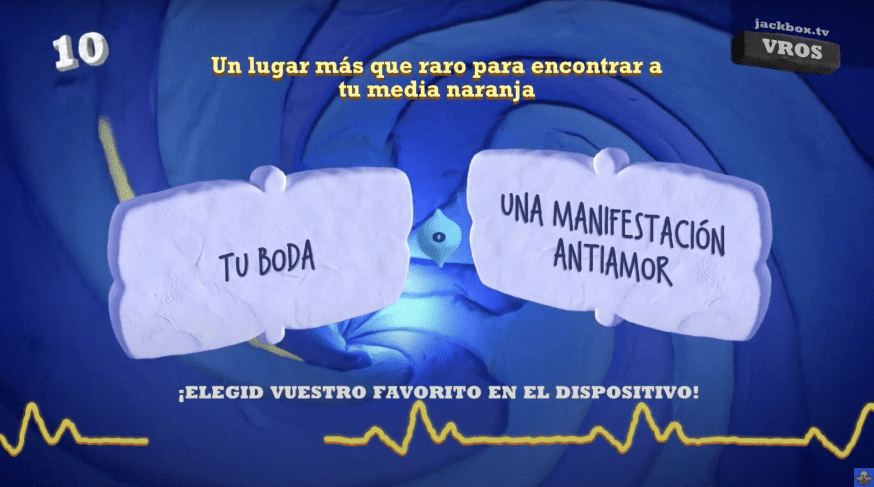 10
jackbox.tv
VROS
Un lugar más que raro para encontrar a
tu media naranja
TU BODA
o
UNA MANIFESTACIÓN
ANTIAMOR
¡ELEGID VUESTRO FAVORITO EN EL DISPOSITIVO!